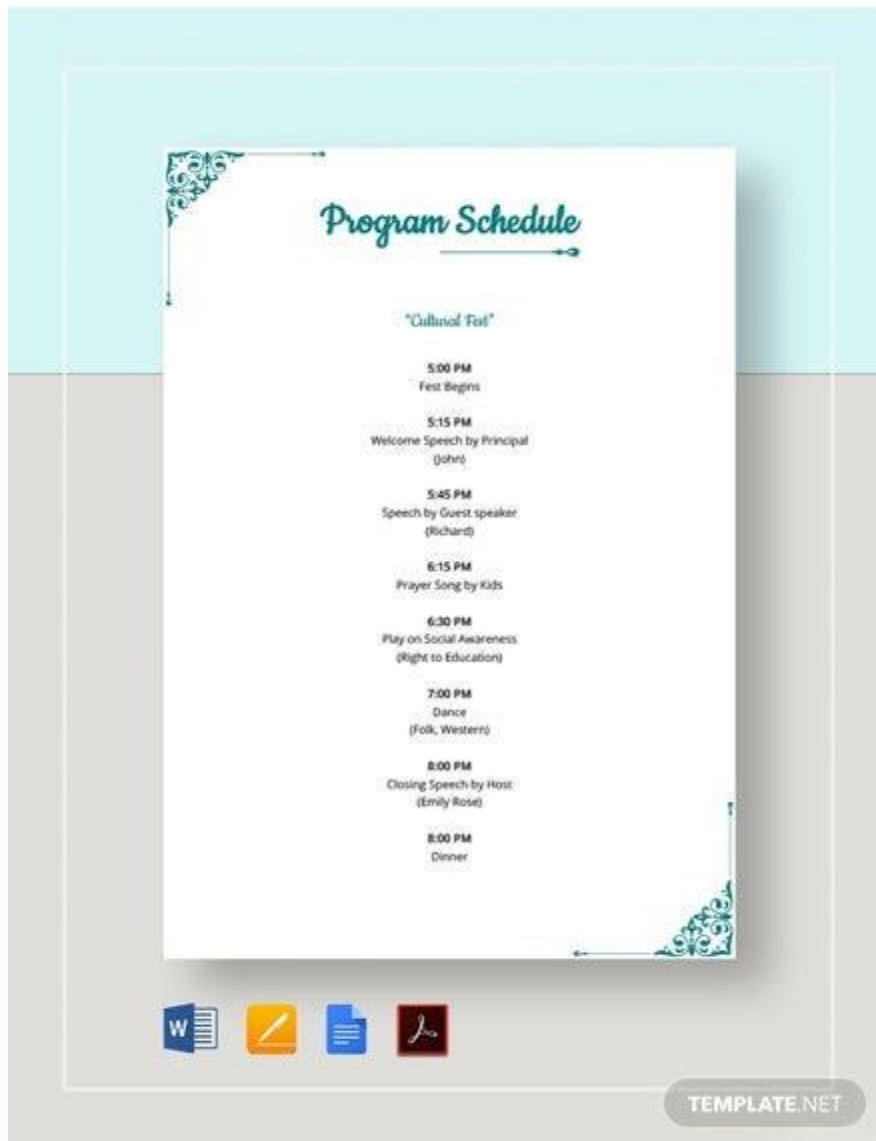 Program Schedule
"Cultural Fest"
5:00 PM
Fest Begins
5:15 PM
Welcome Speech by Principal
(John)
5:45 PM
Speech by Guest speaker
(Richard)
6:15 PM
Prayer Song by Kids
6:30 PM
Play on Social Awareness
(Right to Education)
7:00 PM
Dance
(Folk, Western)
8:00 PM
Closing Speech by Host
(Emily Rose)
8:00 PM
Dinner
W
TEMPLATE.NET